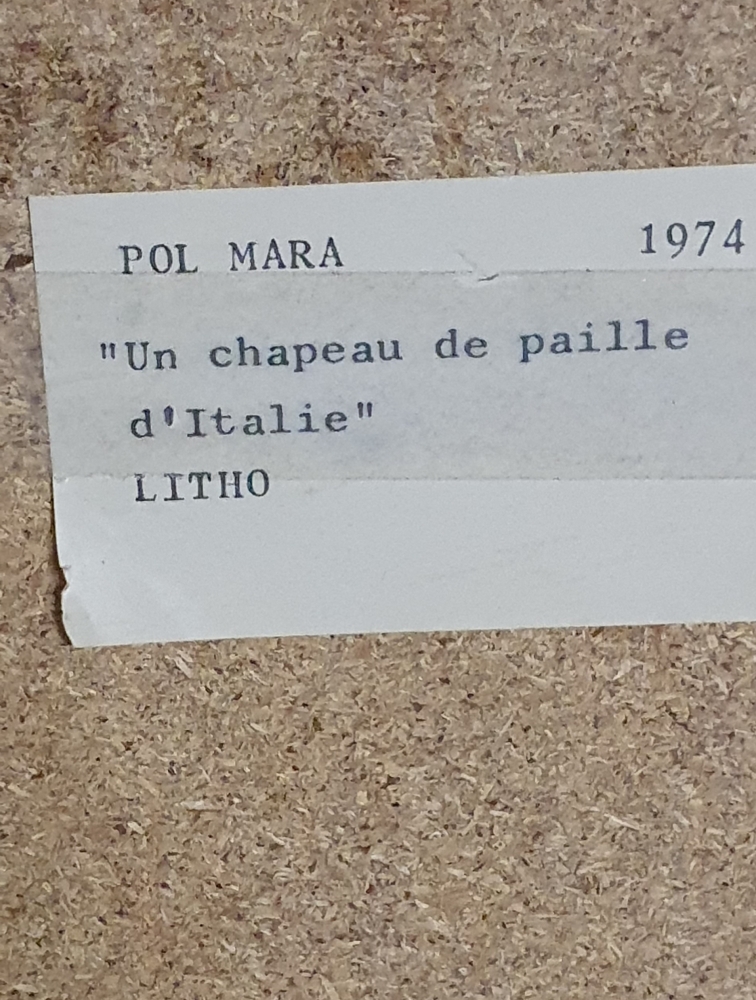 POL MARA 1974
"Un chapeau de paille
d'Italie"
LITHO